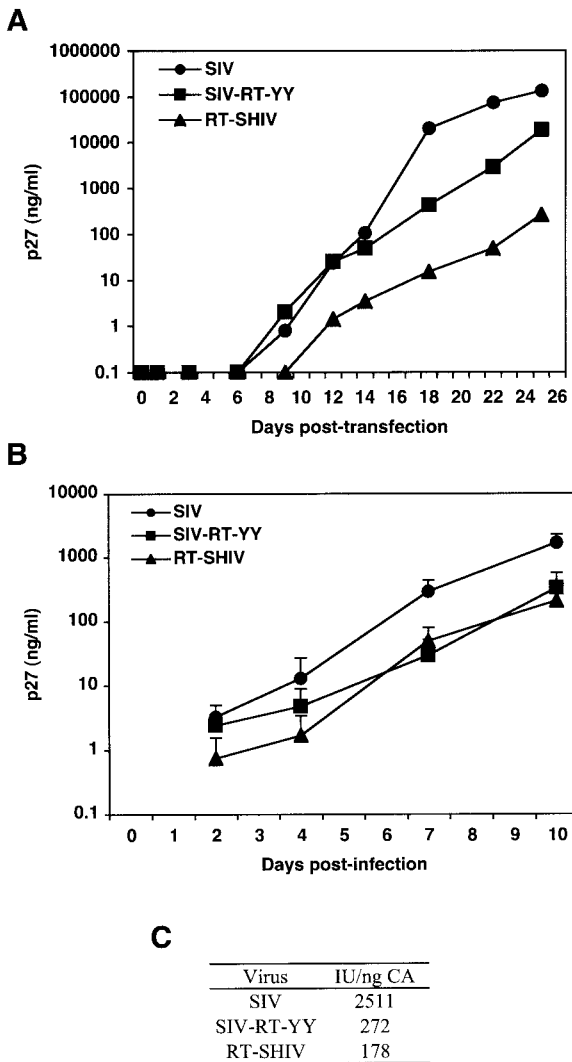 A
1000000
100000
10000
1000
100
10
1
0.1
p27 (ng/ml)
SIV
SIV-RT-YY
RT-SHIV
0 2 4 6 8 10 12 14 16 18 20 22 24 26
Days post-transfection
B
10000
1000
100
10
1
0.1
p27 (ng/ml)
SIV
SIV-RT-YY
RT-SHIV
0 1 2 3 4 5 6 7 8 9 10
Days post-infection
C
Virus IU/ng CA
SIV 2511
SIV-RT-YY 272
RT-SHIV 178